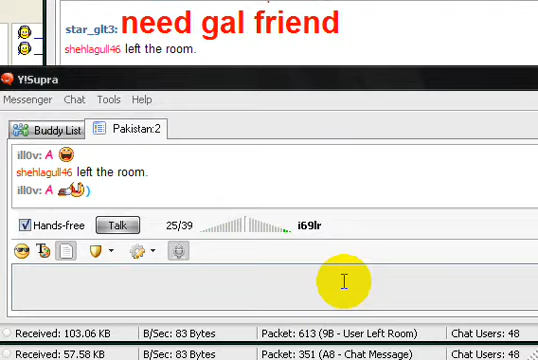 star_glt3: need gal friend
shehlagull46 left the room.
Y!Supra
Messenger Chat Tools Help
Buddy List Pakistan:2
ill0v: A
shehlagull46 left the room.
ill0v: A )
Hands-free Talk 25/39 i69lr
Received: 103.06 KB B/Sec: 83 Bytes Packet: 613 (9B - User Left Room) Chat Users: 48
Received: 57.58 KB B/Sec: 83 Bytes Packet: 351 (A8 - Chat Message) Chat Users: 48